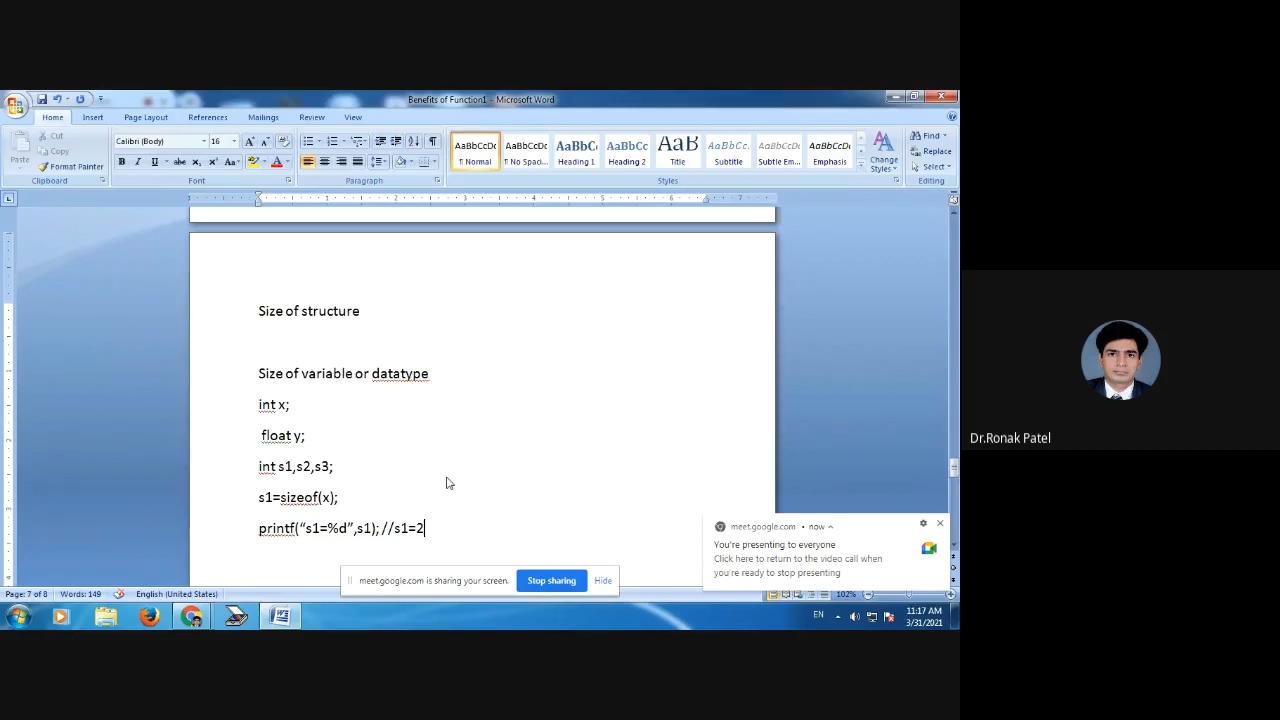 Benefits of Function1 - Microsoft Word
Home Insert Page Layout References Mailings Review View
Paste
Cut
Copy
Format Painter
Clipboard
Calibri (Body) 16
Font
Paragraph
AaBbCcDc AaBbCcDc AaBbC AaBbCc AaB AaBbCc. AaBbCcDc AaBbCcDc
¶ Normal ¶ No Spaci... Heading 1 Heading 2 Title Subtitle Subtle Em... Emphasis
Change Styles
Styles
Find
Replace
Select
Editing
Size of structure
Size of variable or datatype
int x;
float y;
int s1,s2,s3;
s1=sizeof(x);
printf(“s1=%d”,s1); //s1=2
meet.google.com • now
You're presenting to everyone
Click here to return to the video call when
you're ready to stop presenting
meet.google.com is sharing your screen. Stop sharing Hide
Page: 7 of 8 Words: 149 English (United States) 102%
EN 11:17 AM
3/31/2021
Dr.Ronak Patel